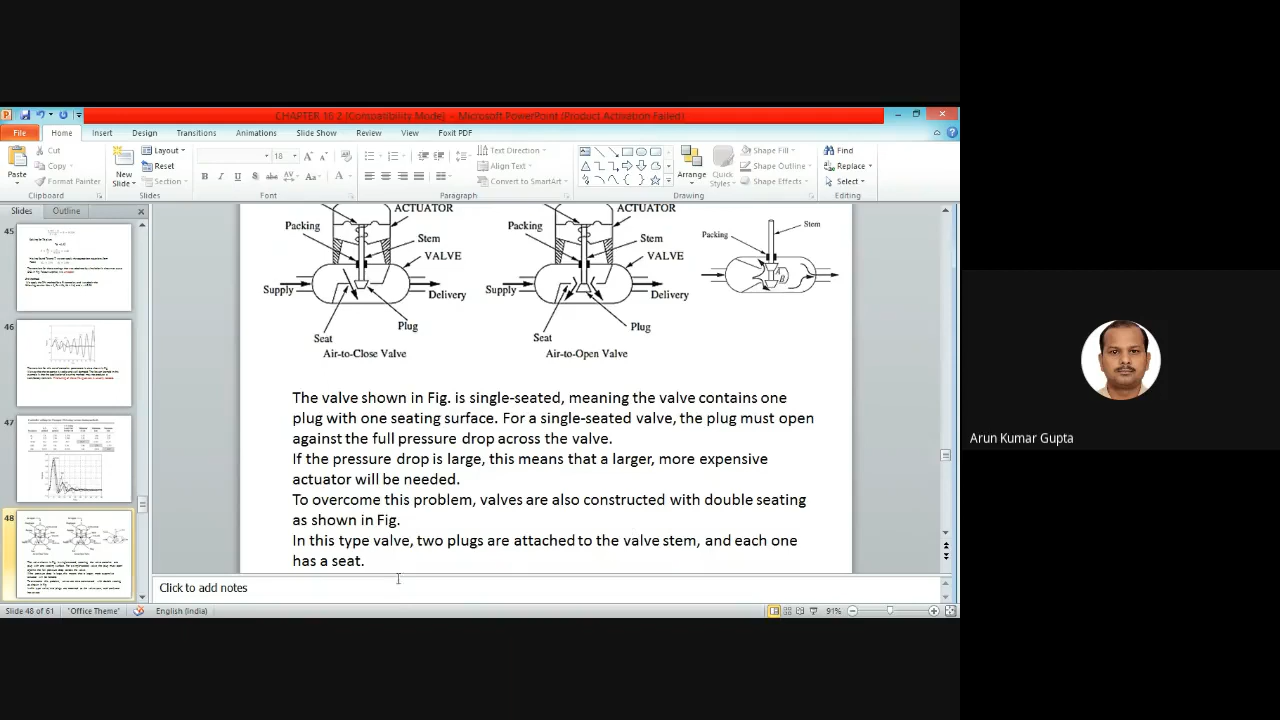 CHAPTER 10 2 [Compatibility Mode] - Microsoft PowerPoint (Product Activation Failed)
File Home Insert Design Transitions Animations Slide Show Review View Foxit PDF
Cut
Copy
Format Painter
Paste
Clipboard
New
Slide
Layout
Reset
Section
Slides
18
B I U S abc AV Aa A
Font
Text Direction
Align Text
Convert to SmartArt
Paragraph
Arrange
Quick
Styles
Shape Fill
Shape Outline
Shape Effects
Drawing
Find
Replace
Select
Editing
Slides Outline
45
46
47
48
ACTUATOR
Packing
Stem
VALVE
Supply
Delivery
Plug
Seat
Air-to-Close Valve
ACTUATOR
Packing
Stem
VALVE
Supply
Delivery
Plug
Seat
Air-to-Open Valve
Packing
Stem
The valve shown in Fig. is single-seated, meaning the valve contains one
plug with one seating surface. For a single-seated valve, the plug must open
against the full pressure drop across the valve.
If the pressure drop is large, this means that a larger, more expensive
actuator will be needed.
To overcome this problem, valves are also constructed with double seating
as shown in Fig.
In this type valve, two plugs are attached to the valve stem, and each one
has a seat.
Click to add notes
Slide 48 of 61 "Office Theme" English (India) 91%
Arun Kumar Gupta